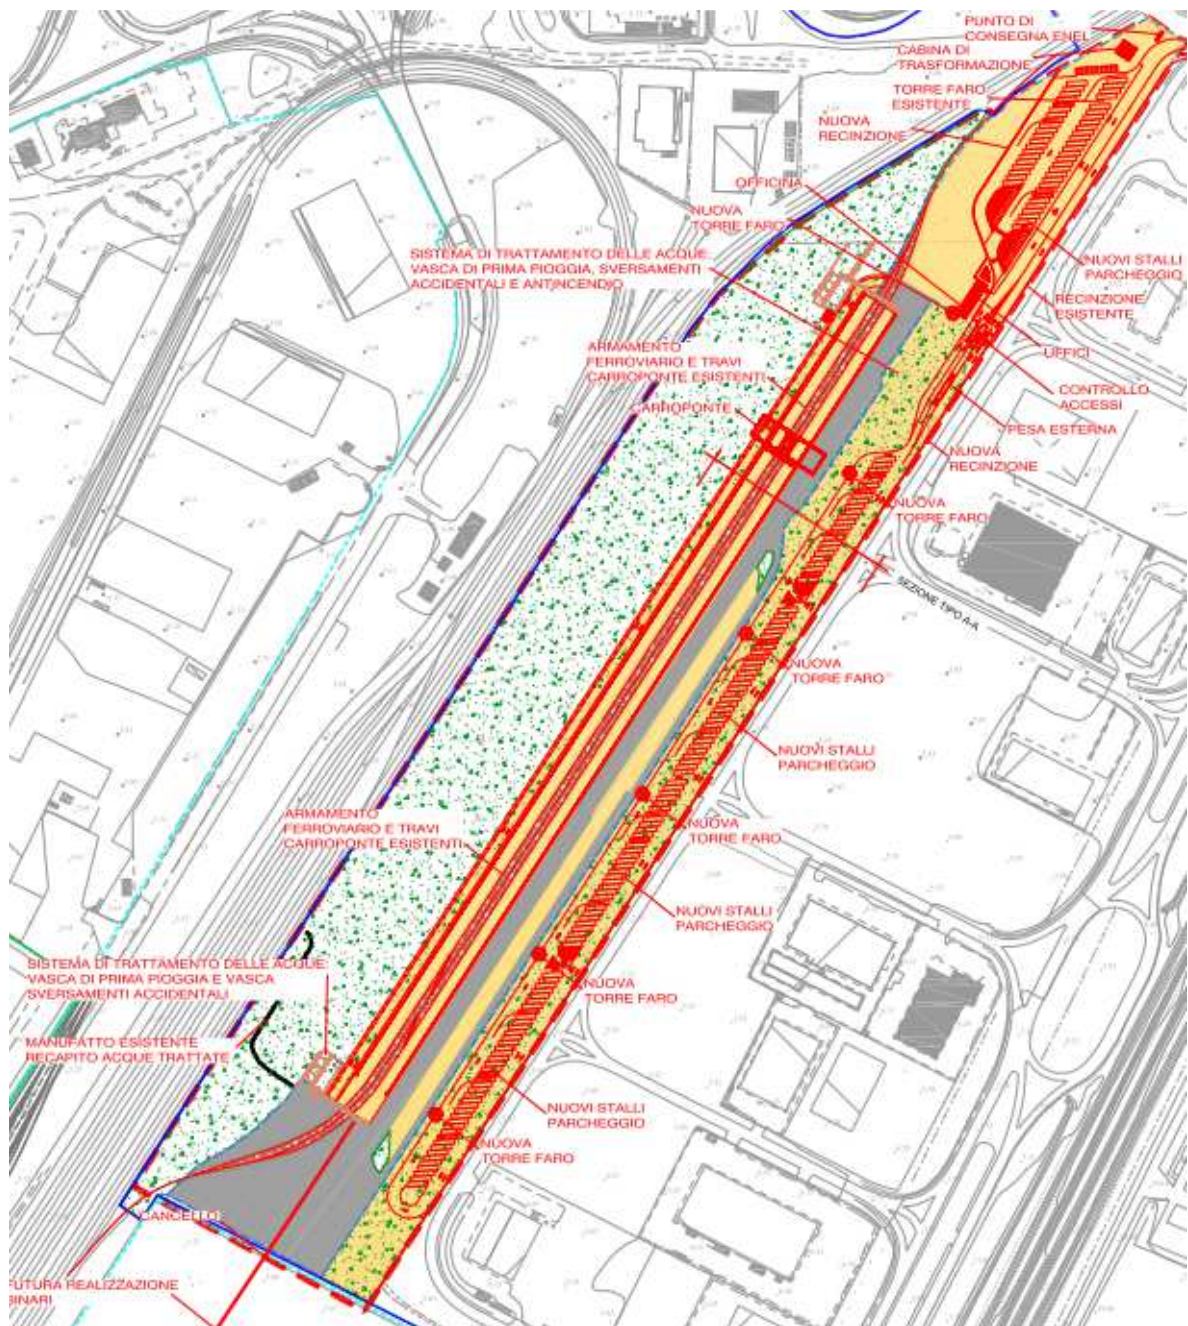 PUNTO DI
CONSEGNA ENEL
CABINA DI
TRASFORMAZIONE
TORRE FARO
ESISTENTE
NUOVA
RECINZIONE
OFFICINA
NUOVA
TORRE FARO
SISTEMA DI TRATTAMENTO DELLE ACQUE:
VASCA DI PRIMA PIOGGIA, SVERSAMENTI
ACCIDENTALI E ANTINCENDIO
NUOVI STALLI
PARCHEGGIO
RECINZIONE
ESISTENTE
UFFICI
ARMAMENTO
FERROVIARIO E TRAVI
CARROPONTE ESISTENTI
CONTROLLO
ACCESSI
CARROPONTE
PESA ESTERNA
NUOVA
RECINZIONE
NUOVA
TORRE FARO
SEZIONE TIPO A-A
NUOVA
TORRE FARO
NUOVI STALLI
PARCHEGGIO
ARMAMENTO
FERROVIARIO E TRAVI
CARROPONTE ESISTENTI
NUOVA
TORRE FARO
NUOVI STALLI
PARCHEGGIO
SISTEMA DI TRATTAMENTO DELLE ACQUE:
VASCA DI PRIMA PIOGGIA E VASCA
SVERSAMENTI ACCIDENTALI
NUOVA
TORRE FARO
MANUFATTO ESISTENTE
RECAPITO ACQUE TRATTATE
NUOVI STALLI
PARCHEGGIO
NUOVA
TORRE FARO
CANCELLO
FUTURA REALIZZAZIONE
BINARI